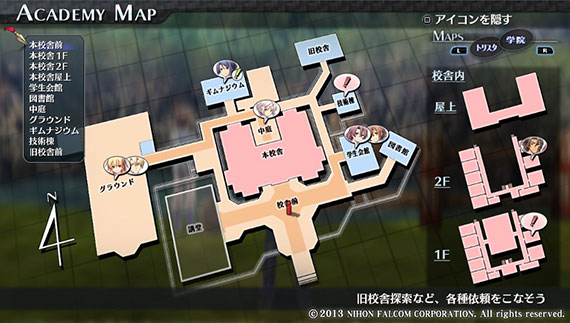 ACADEMY MAP
アイコンを隠す
MAPS
L トリスタ 学院 R
本校舎前
本校舎1F
本校舎2F
本校舎屋上
学生会館
図書館
中庭
グラウンド
ギムナジウム
技術棟
旧校舎前
旧校舎
ギムナジウム
技術棟
中庭
本校舎
学生会館
図書館
グラウンド
校舎前
講堂
校舎内
屋上
2F
1F
旧校舎探索など、各種依頼をこなそう
© 2013 NIHON FALCOM CORPORATION. All rights reserved.